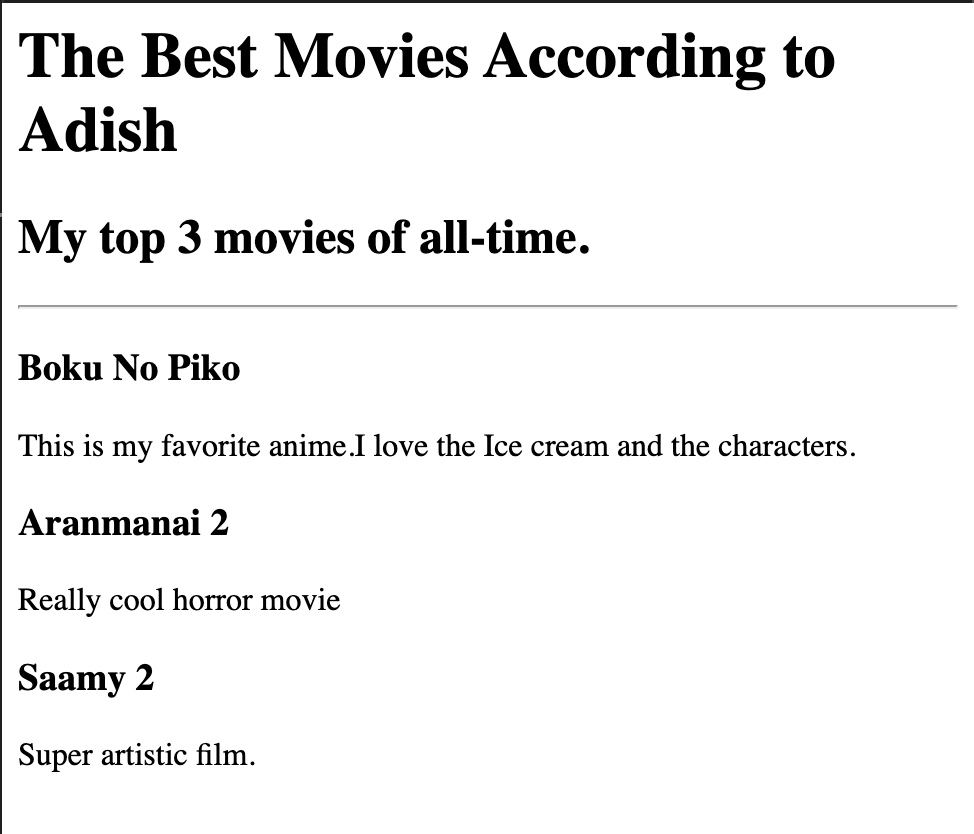 The Best Movies According to
Adish
My top 3 movies of all-time.
Boku No Piko
This is my favorite anime.I love the Ice cream and the characters.
Aranmanai 2
Really cool horror movie
Saamy 2
Super artistic film.